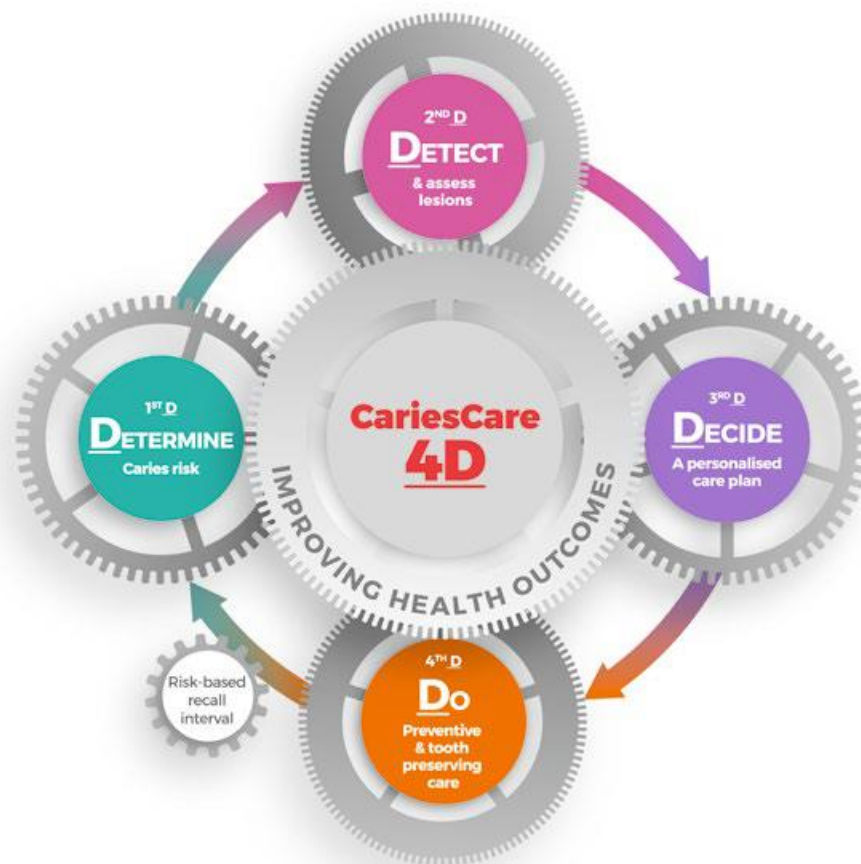 2ND D
DETECT
& assess
lesions
1ST D
DETERMINE
Caries risk
CariesCare
4D
IMPROVING HEALTH OUTCOMES
3RD D
DECIDE
A personalised
care plan
4TH D
DO
Preventive
& tooth
preserving
care
Risk-based
recall
interval